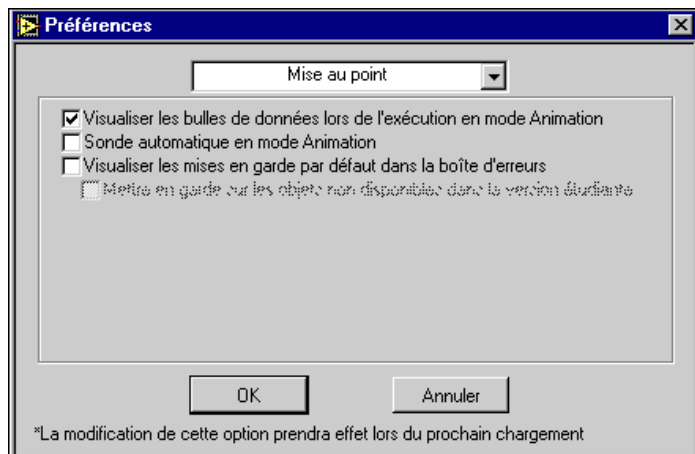 Préférences
Mise au point
Visualiser les bulles de données lors de l'exécution en mode Animation
Sonde automatique en mode Animation
Visualiser les mises en garde par défaut dans la boîte d'erreurs
Mettre en garde sur les objets non disponibles dans la version étudiante
OK
Annuler
*La modification de cette option prendra effet lors du prochain chargement